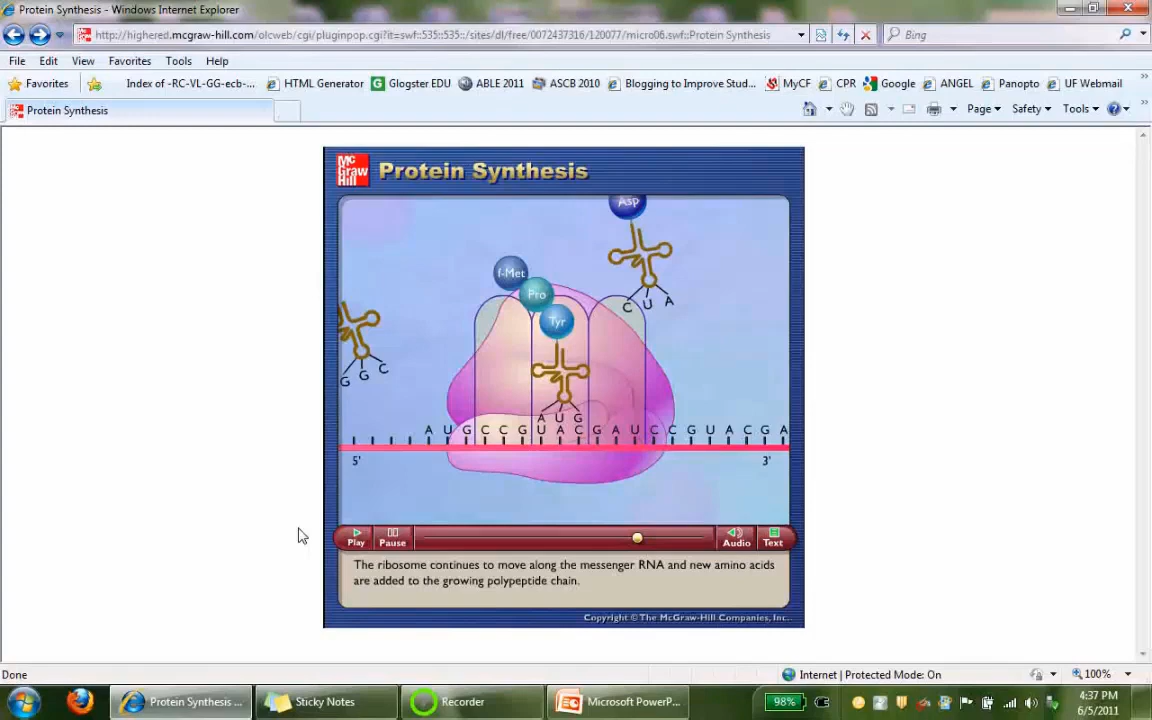 Protein Synthesis - Windows Internet Explorer
http://highered.mcgraw-hill.com/olcweb/cgi/pluginpop.cgi?it=swf::535::535::/sites/dl/free/0072437316/120077/micro06.swf::Protein Synthesis
Bing
File Edit View Favorites Tools Help
Favorites Index of -RC-VL-GG-ecb-... HTML Generator Glogster EDU ABLE 2011 ASCB 2010 Blogging to Improve Stud... MyCF CPR Google ANGEL Panopto UF Webmail
Protein Synthesis
Page Safety Tools
Mc Graw Hill
Protein Synthesis
Asp
f-Met
Pro
C U A
Tyr
G G C
A U G
A U G C C G U A C G A U C C G U A C G A
5' 3'
Play Pause Audio Text
The ribosome continues to move along the messenger RNA and new amino acids
are added to the growing polypeptide chain.
Copyright © The McGraw-Hill Companies, Inc.
Done Internet | Protected Mode: On 100%
Protein Synthesis ... Sticky Notes Recorder Microsoft PowerP... 98% 4:37 PM
6/5/2011